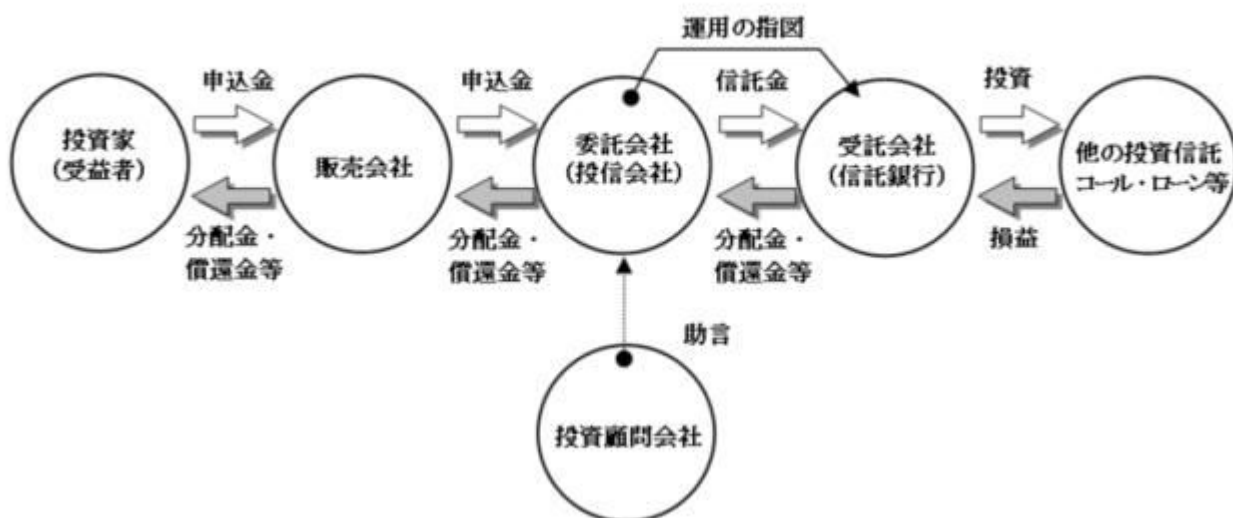 運用の指図
申込金
申込金
信託金
投資
投資家
(受益者)
販売会社
委託会社
(投信会社)
受託会社
(信託銀行)
他の投資信託
コール・ローン等
分配金・
償還金等
分配金・
償還金等
分配金・
償還金等
損益
助言
投資顧問会社